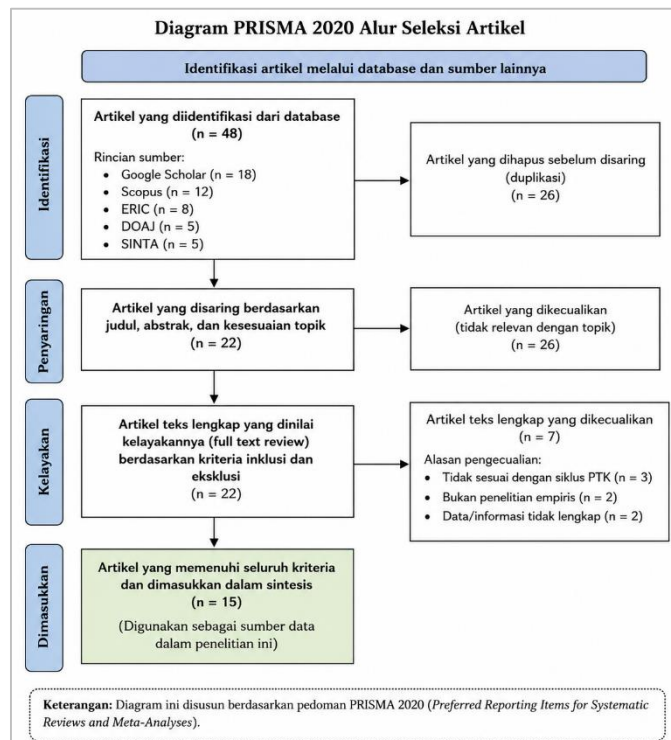 Diagram PRISMA 2020 Alur Seleksi Artikel
Identifikasi artikel melalui database dan sumber lainnya
Identifikasi
Artikel yang diidentifikasi dari database
(n = 48)
Rincian sumber:
• Google Scholar (n = 18)
• Scopus (n = 12)
• ERIC (n = 8)
• DOAJ (n = 5)
• SINTA (n = 5)
Artikel yang dihapus sebelum disaring
(duplikasi)
(n = 26)
Penyaringan
Artikel yang disaring berdasarkan
judul, abstrak, dan kesesuaian topik
(n = 22)
Artikel yang dikecualikan
(tidak relevan dengan topik)
(n = 26)
Kelayakan
Artikel teks lengkap yang dinilai
kelayakannya (full text review)
berdasarkan kriteria inklusi dan
eksklusi
(n = 22)
Artikel teks lengkap yang dikecualikan
(n = 7)
Alasan pengecualian:
• Tidak sesuai dengan siklus PTK (n = 3)
• Bukan penelitian empiris (n = 2)
• Data/informasi tidak lengkap (n = 2)
Dimasukkan
Artikel yang memenuhi seluruh kriteria
dan dimasukkan dalam sintesis
(n = 15)
(Digunakan sebagai sumber data
dalam penelitian ini)
Keterangan: Diagram ini disusun berdasarkan pedoman PRISMA 2020 (Preferred Reporting Items for Systematic
Reviews and Meta-Analyses).